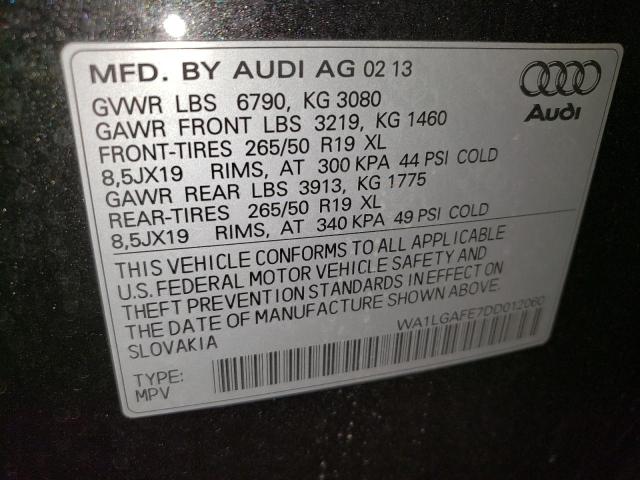 MFD. BY AUDI AG 02 13
Audi
GVWR LBS 6790, KG 3080
GAWR FRONT LBS 3219, KG 1460
FRONT-TIRES 265/50 R19 XL
8,5JX19 RIMS, AT 300 KPA 44 PSI COLD
GAWR REAR LBS 3913, KG 1775
REAR-TIRES 265/50 R19 XL
8,5JX19 RIMS, AT 340 KPA 49 PSI COLD
THIS VEHICLE CONFORMS TO ALL APPLICABLE
U.S. FEDERAL MOTOR VEHICLE SAFETY AND
THEFT PREVENTION STANDARDS IN EFFECT ON
THE DATE OF MANUFACTURE SHOWN ABOVE.
SLOVAKIA
WA1LGAFE7DD012060
TYPE:
MPV